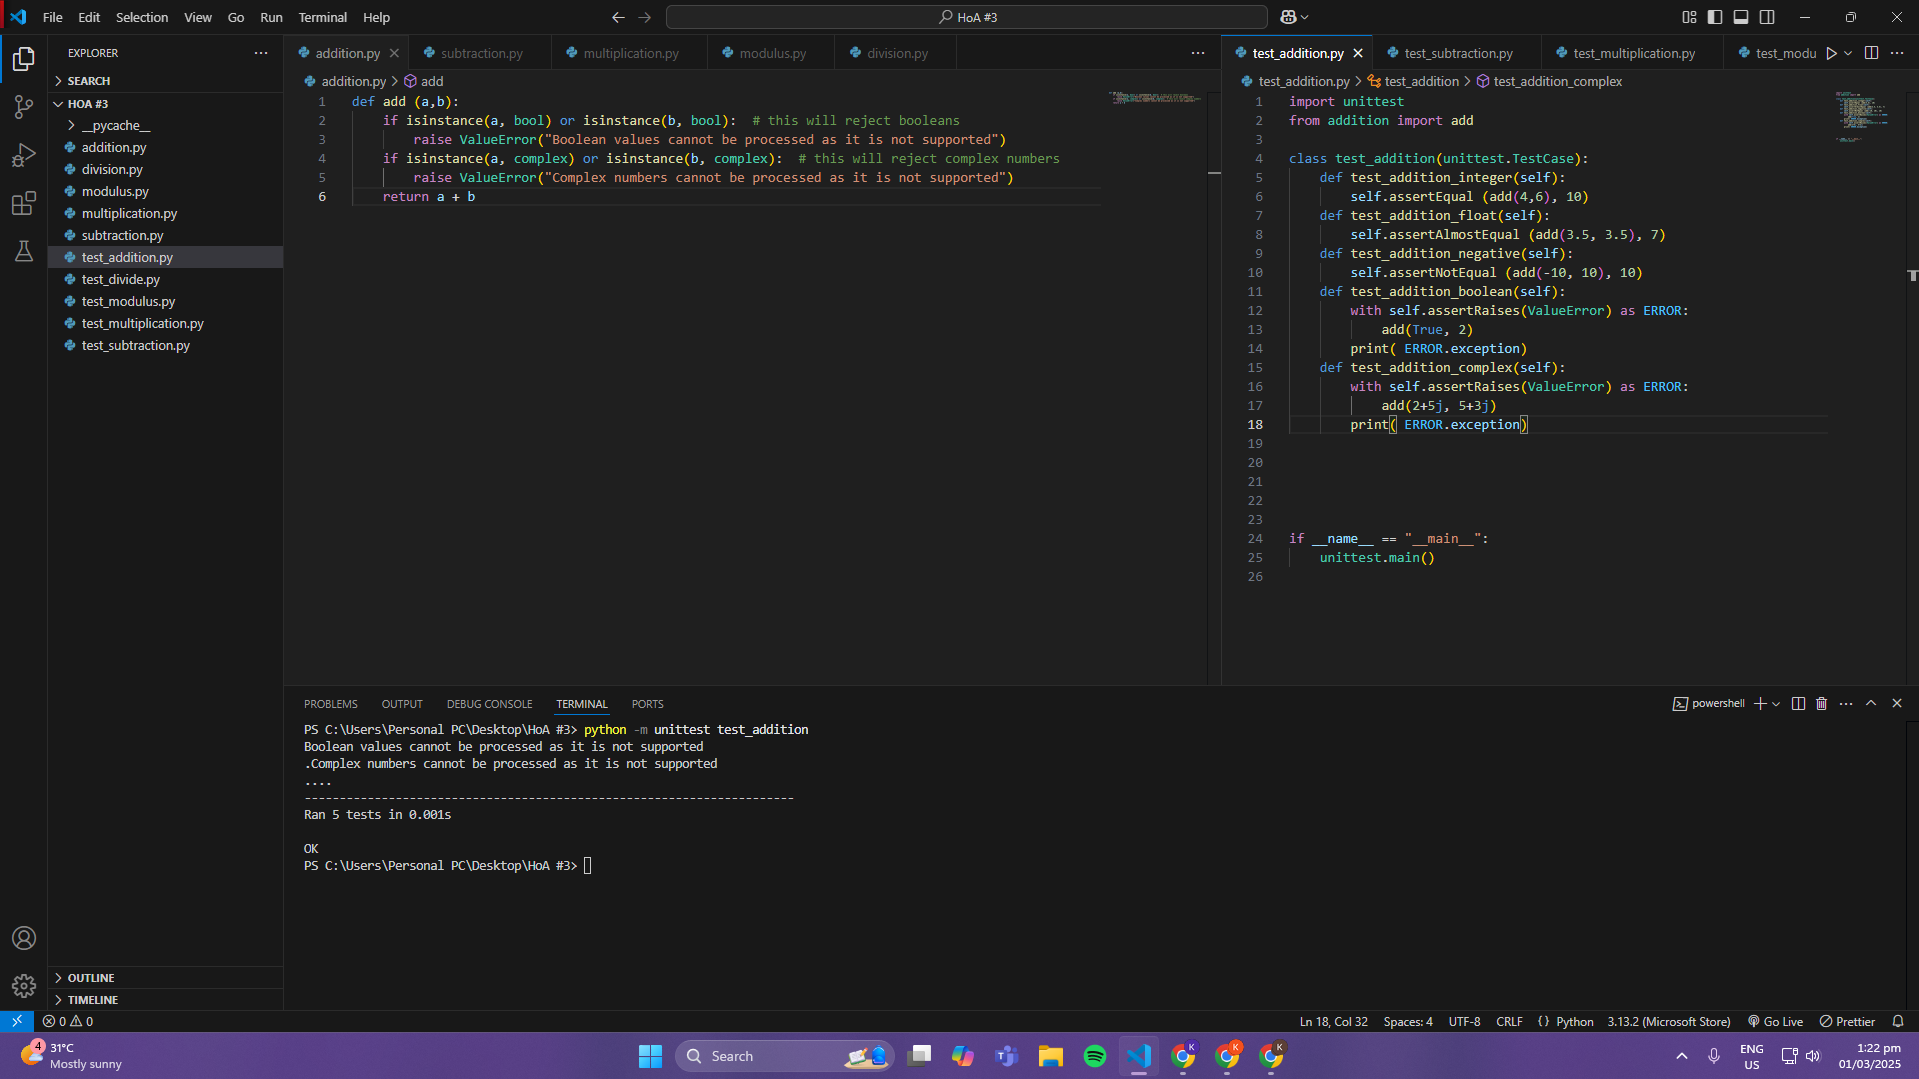 File Edit Selection View Go Run Terminal Help
HoA #3
EXPLORER
SEARCH
HOA #3
__pycache__
addition.py
division.py
modulus.py
multiplication.py
subtraction.py
test_addition.py
test_divide.py
test_modulus.py
test_multiplication.py
test_subtraction.py
OUTLINE
TIMELINE
addition.py subtraction.py multiplication.py modulus.py division.py
addition.py > add
1 def add (a,b):
2 if isinstance(a, bool) or isinstance(b, bool): # this will reject booleans
3 raise ValueError("Boolean values cannot be processed as it is not supported")
4 if isinstance(a, complex) or isinstance(b, complex): # this will reject complex numbers
5 raise ValueError("Complex numbers cannot be processed as it is not supported")
6 return a + b
test_addition.py test_subtraction.py test_multiplication.py test_modu
test_addition.py > test_addition > test_addition_complex
1 import unittest
2 from addition import add
3
4 class test_addition(unittest.TestCase):
5 def test_addition_integer(self):
6 self.assertEqual (add(4,6), 10)
7 def test_addition_float(self):
8 self.assertAlmostEqual (add(3.5, 3.5), 7)
9 def test_addition_negative(self):
10 self.assertNotEqual (add(-10, 10), 10)
11 def test_addition_boolean(self):
12 with self.assertRaises(ValueError) as ERROR:
13 add(True, 2)
14 print( ERROR.exception)
15 def test_addition_complex(self):
16 with self.assertRaises(ValueError) as ERROR:
17 add(2+5j, 5+3j)
18 print( ERROR.exception)
19
20
21
22
23
24 if __name__ == "__main__":
25 unittest.main()
26
PROBLEMS OUTPUT DEBUG CONSOLE TERMINAL PORTS
powershell
PS C:\Users\Personal PC\Desktop\HoA #3> python -m unittest test_addition
Boolean values cannot be processed as it is not supported
.Complex numbers cannot be processed as it is not supported
....
----------------------------------------------------------------------
Ran 5 tests in 0.001s
OK
PS C:\Users\Personal PC\Desktop\HoA #3>
0 0
Ln 18, Col 32 Spaces: 4 UTF-8 CRLF {} Python 3.13.2 (Microsoft Store) Go Live Prettier
4
31°C
Mostly sunny
Search
K K K
ENG
US
1:22 pm
01/03/2025